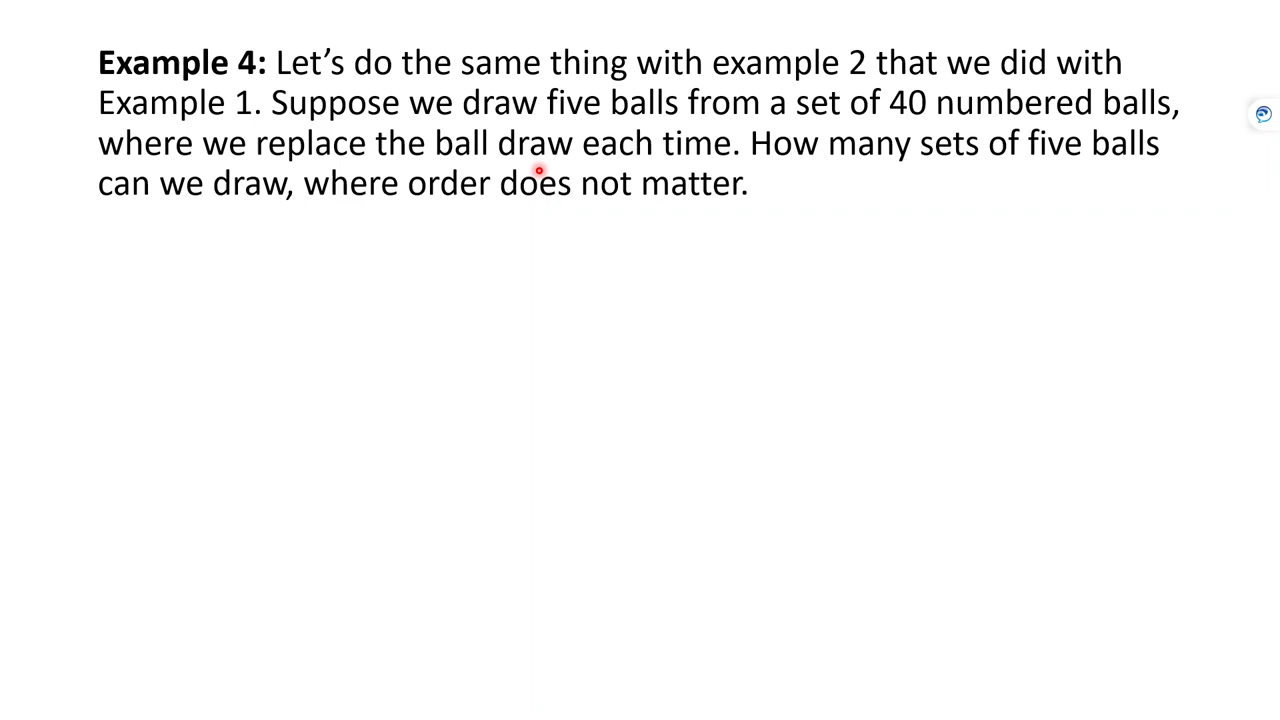 Example 4: Let’s do the same thing with example 2 that we did with
Example 1. Suppose we draw five balls from a set of 40 numbered balls,
where we replace the ball draw each time. How many sets of five balls
can we draw, where order does not matter.